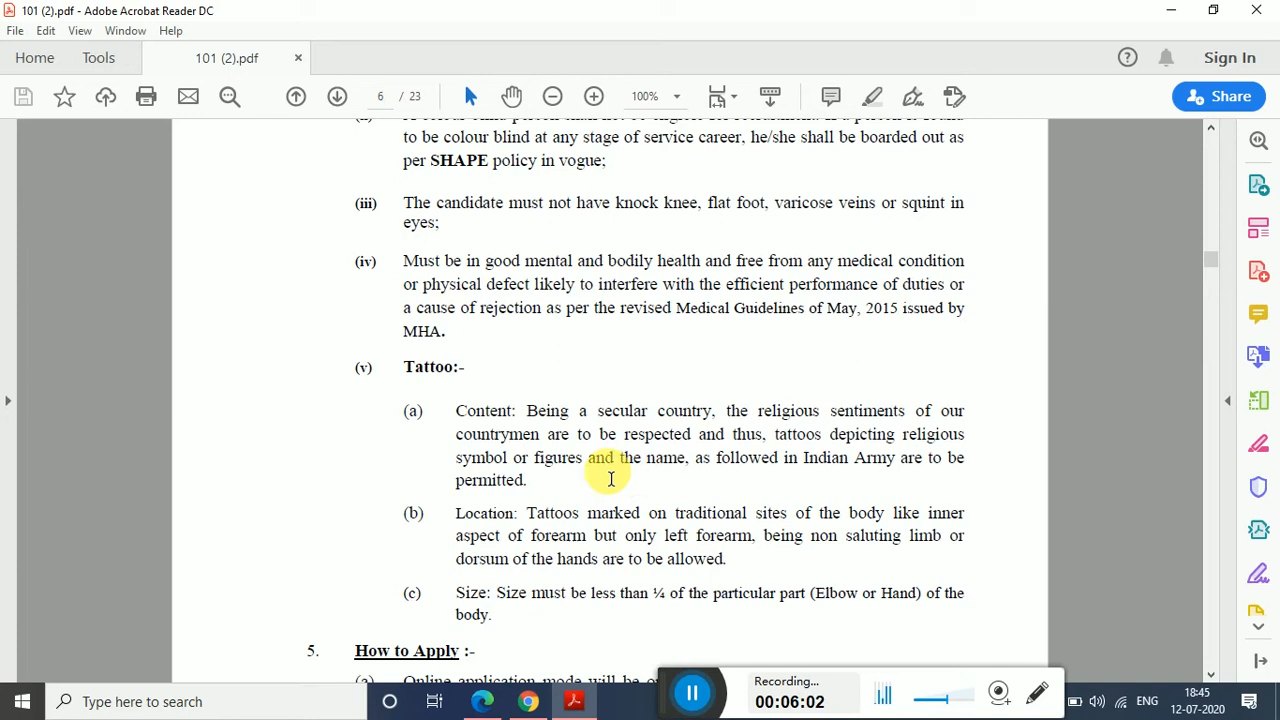 101 (2).pdf - Adobe Acrobat Reader DC
File Edit View Window Help
Home Tools 101 (2).pdf × Sign In
6 / 23 100% Share
to be colour blind at any stage of service career, he/she shall be boarded out as
per SHAPE policy in vogue;
(iii) The candidate must not have knock knee, flat foot, varicose veins or squint in
eyes;
(iv) Must be in good mental and bodily health and free from any medical condition
or physical defect likely to interfere with the efficient performance of duties or
a cause of rejection as per the revised Medical Guidelines of May, 2015 issued by
MHA.
(v) Tattoo:-
(a) Content: Being a secular country, the religious sentiments of our
countrymen are to be respected and thus, tattoos depicting religious
symbol or figures and the name, as followed in Indian Army are to be
permitted.
(b) Location: Tattoos marked on traditional sites of the body like inner
aspect of forearm but only left forearm, being non saluting limb or
dorsum of the hands are to be allowed.
(c) Size: Size must be less than ¼ of the particular part (Elbow or Hand) of the
body.
5. How to Apply :-
Online application mode will be
Recording...
00:06:02
Type here to search
ENG
18:45
12-07-2020